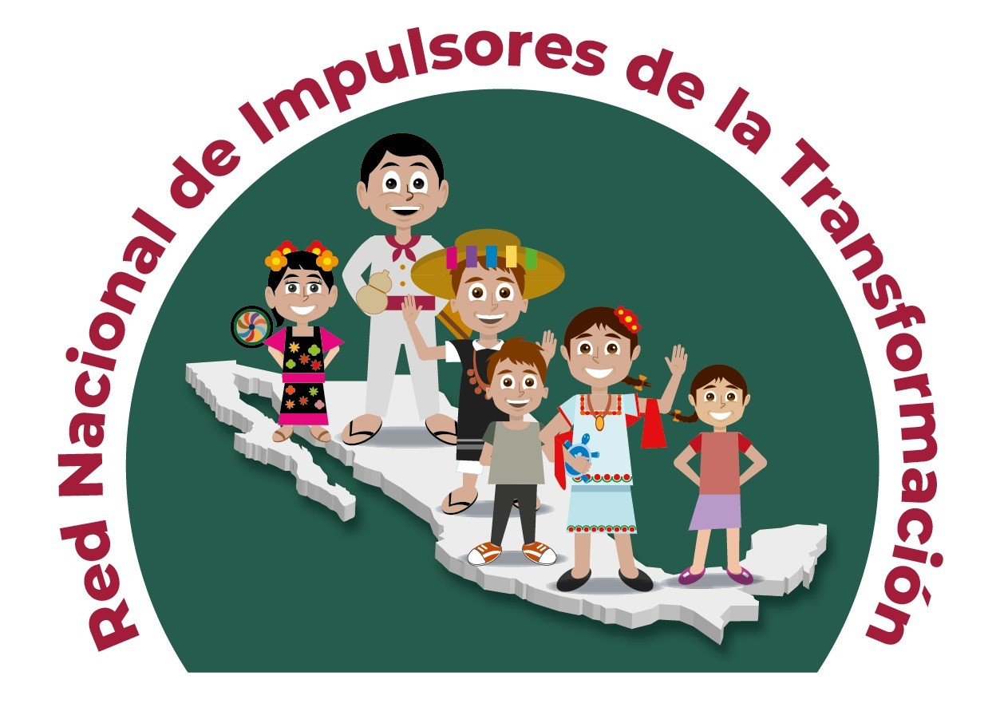 Red Nacional de Impulsores de la Transformación